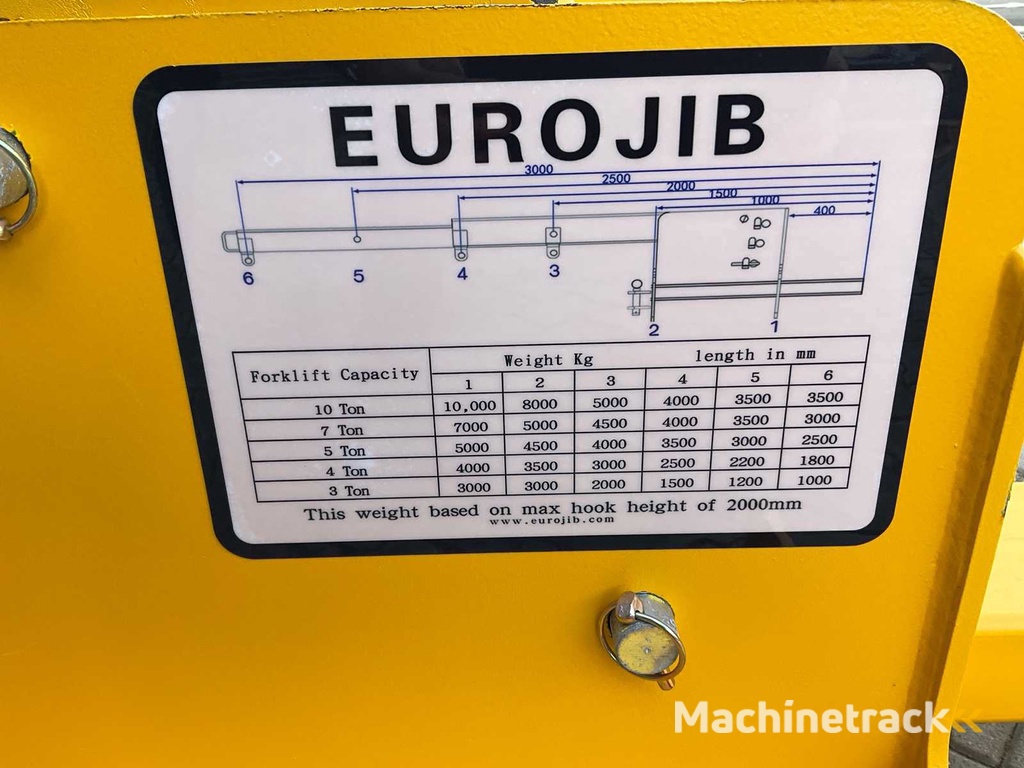 EUROJIB
3000
2500
2000
1500
1000
400
6 5 4 3 2 1
Forklift Capacity Weight Kg length in mm
1 2 3 4 5 6
10 Ton 10,000 8000 5000 4000 3500 3500
7 Ton 7000 5000 4500 4000 3500 3000
5 Ton 5000 4500 4000 3500 3000 2500
4 Ton 4000 3500 3000 2500 2200 1800
3 Ton 3000 3000 2000 1500 1200 1000
This weight based on max hook height of 2000mm
www.eurojib.com
Machinetrack